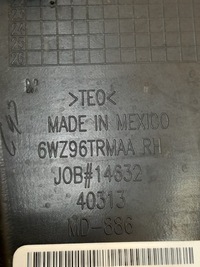 >TEO<
MADE IN MEXICO
6WZ96TRMAA RH
JOB#14632
40313
MD-886